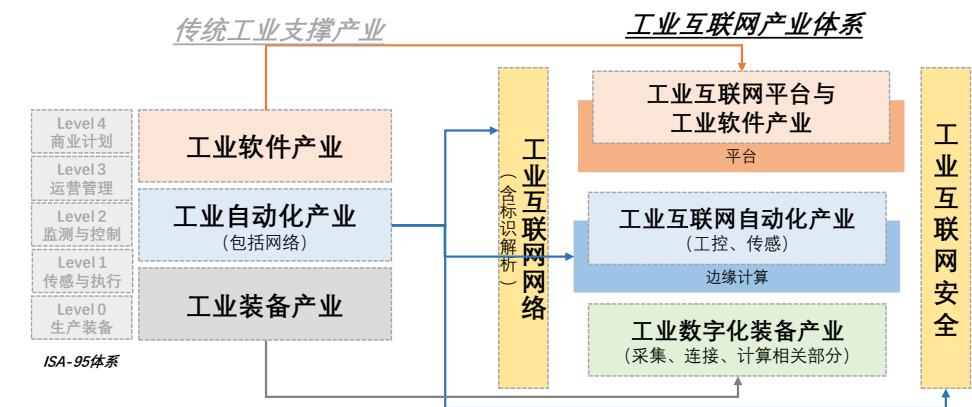 传统工业支撑产业
工业互联网产业体系
Level 4
商业计划
Level 3
运营管理
Level 2
监测与控制
Level 1
传感与执行
Level 0
生产装备
ISA-95体系
工业软件产业
工业自动化产业
(包括网络)
工业装备产业
工业互联网网络
（含标识解析）
工业互联网平台与
工业软件产业
平台
工业互联网自动化产业
(工控、传感)
边缘计算
工业数字化装备产业
(采集、连接、计算相关部分)
工业互联网安全